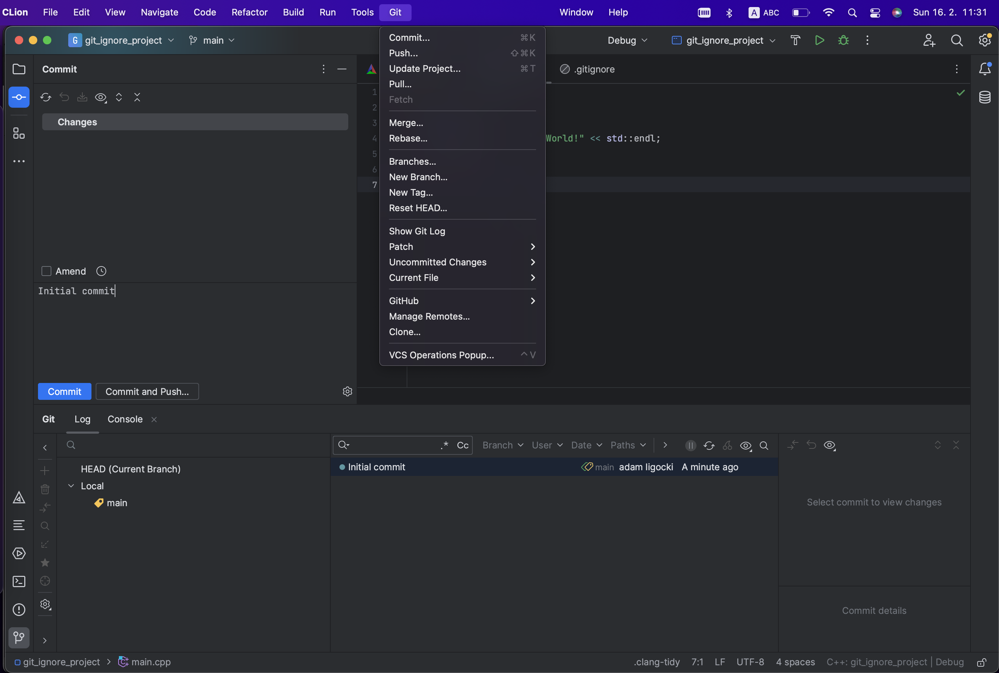 CLion File Edit View Navigate Code Refactor Build Run Tools Git Window Help A ABC Sun 16. 2. 11:31
G git_ignore_project main Debug git_ignore_project
Commit
.gitignore
Changes
1
2
3
4 World!" << std::endl;
5
6
7
Amend
Initial commit
Commit Commit and Push...
Commit... ⌘K
Push... ⇧⌘K
Update Project... ⌘T
Pull...
Fetch
Merge...
Rebase...
Branches...
New Branch...
New Tag...
Reset HEAD...
Show Git Log
Patch
Uncommitted Changes
Current File
GitHub
Manage Remotes...
Clone...
VCS Operations Popup... ^V
Git Log Console
.* Cc Branch User Date Paths
HEAD (Current Branch)
Local
main
Initial commit main adam ligocki A minute ago
Select commit to view changes
Commit details
git_ignore_project > main.cpp .clang-tidy 7:1 LF UTF-8 4 spaces C++: git_ignore_project | Debug